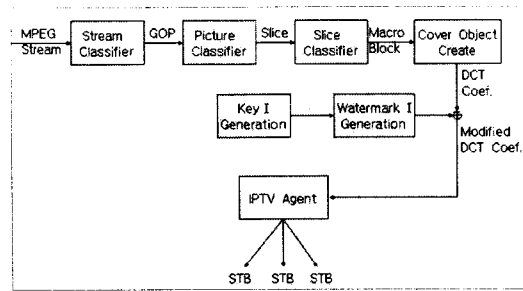 MPEG
Stream
Stream
Classifier
GOP
Picture
Classifier
Slice
Slice
Classifier
Macro
Block
Cover Object
Create
DCT
Coef.
Key I
Generation
Watermark I
Generation
Modified
DCT Coef.
IPTV Agent
STB STB STB